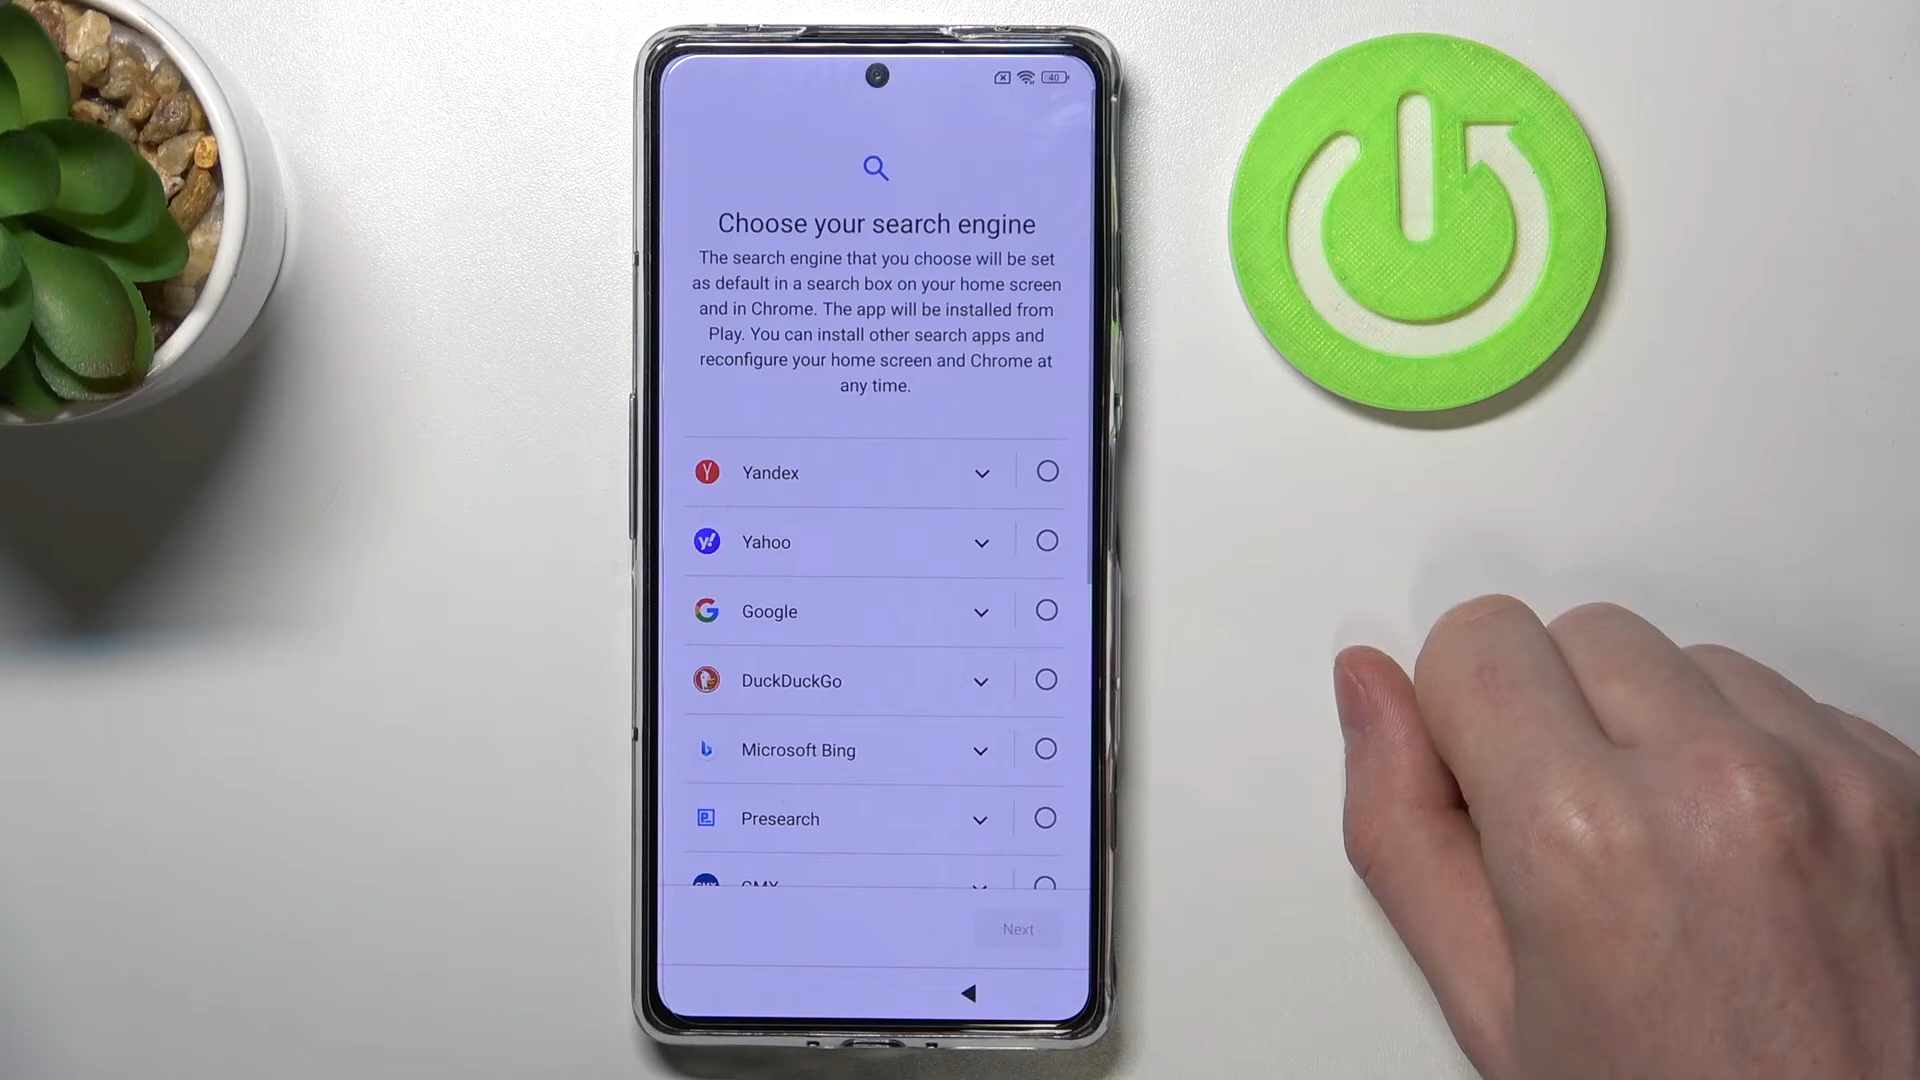 40
Choose your search engine
The search engine that you choose will be set
as default in a search box on your home screen
and in Chrome. The app will be installed from
Play. You can install other search apps and
reconfigure your home screen and Chrome at
any time.
Yandex
Yahoo
Google
DuckDuckGo
Microsoft Bing
Presearch
GMX
Next